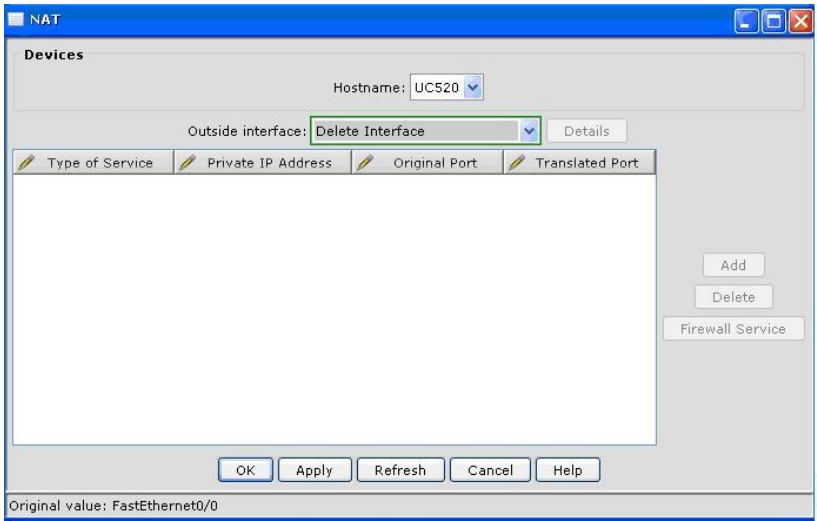 NAT
Devices
Hostname: UC520
Outside interface: Delete Interface Details
Type of Service Private IP Address Original Port Translated Port
Add
Delete
Firewall Service
OK Apply Refresh Cancel Help
Original value: FastEthernet0/0